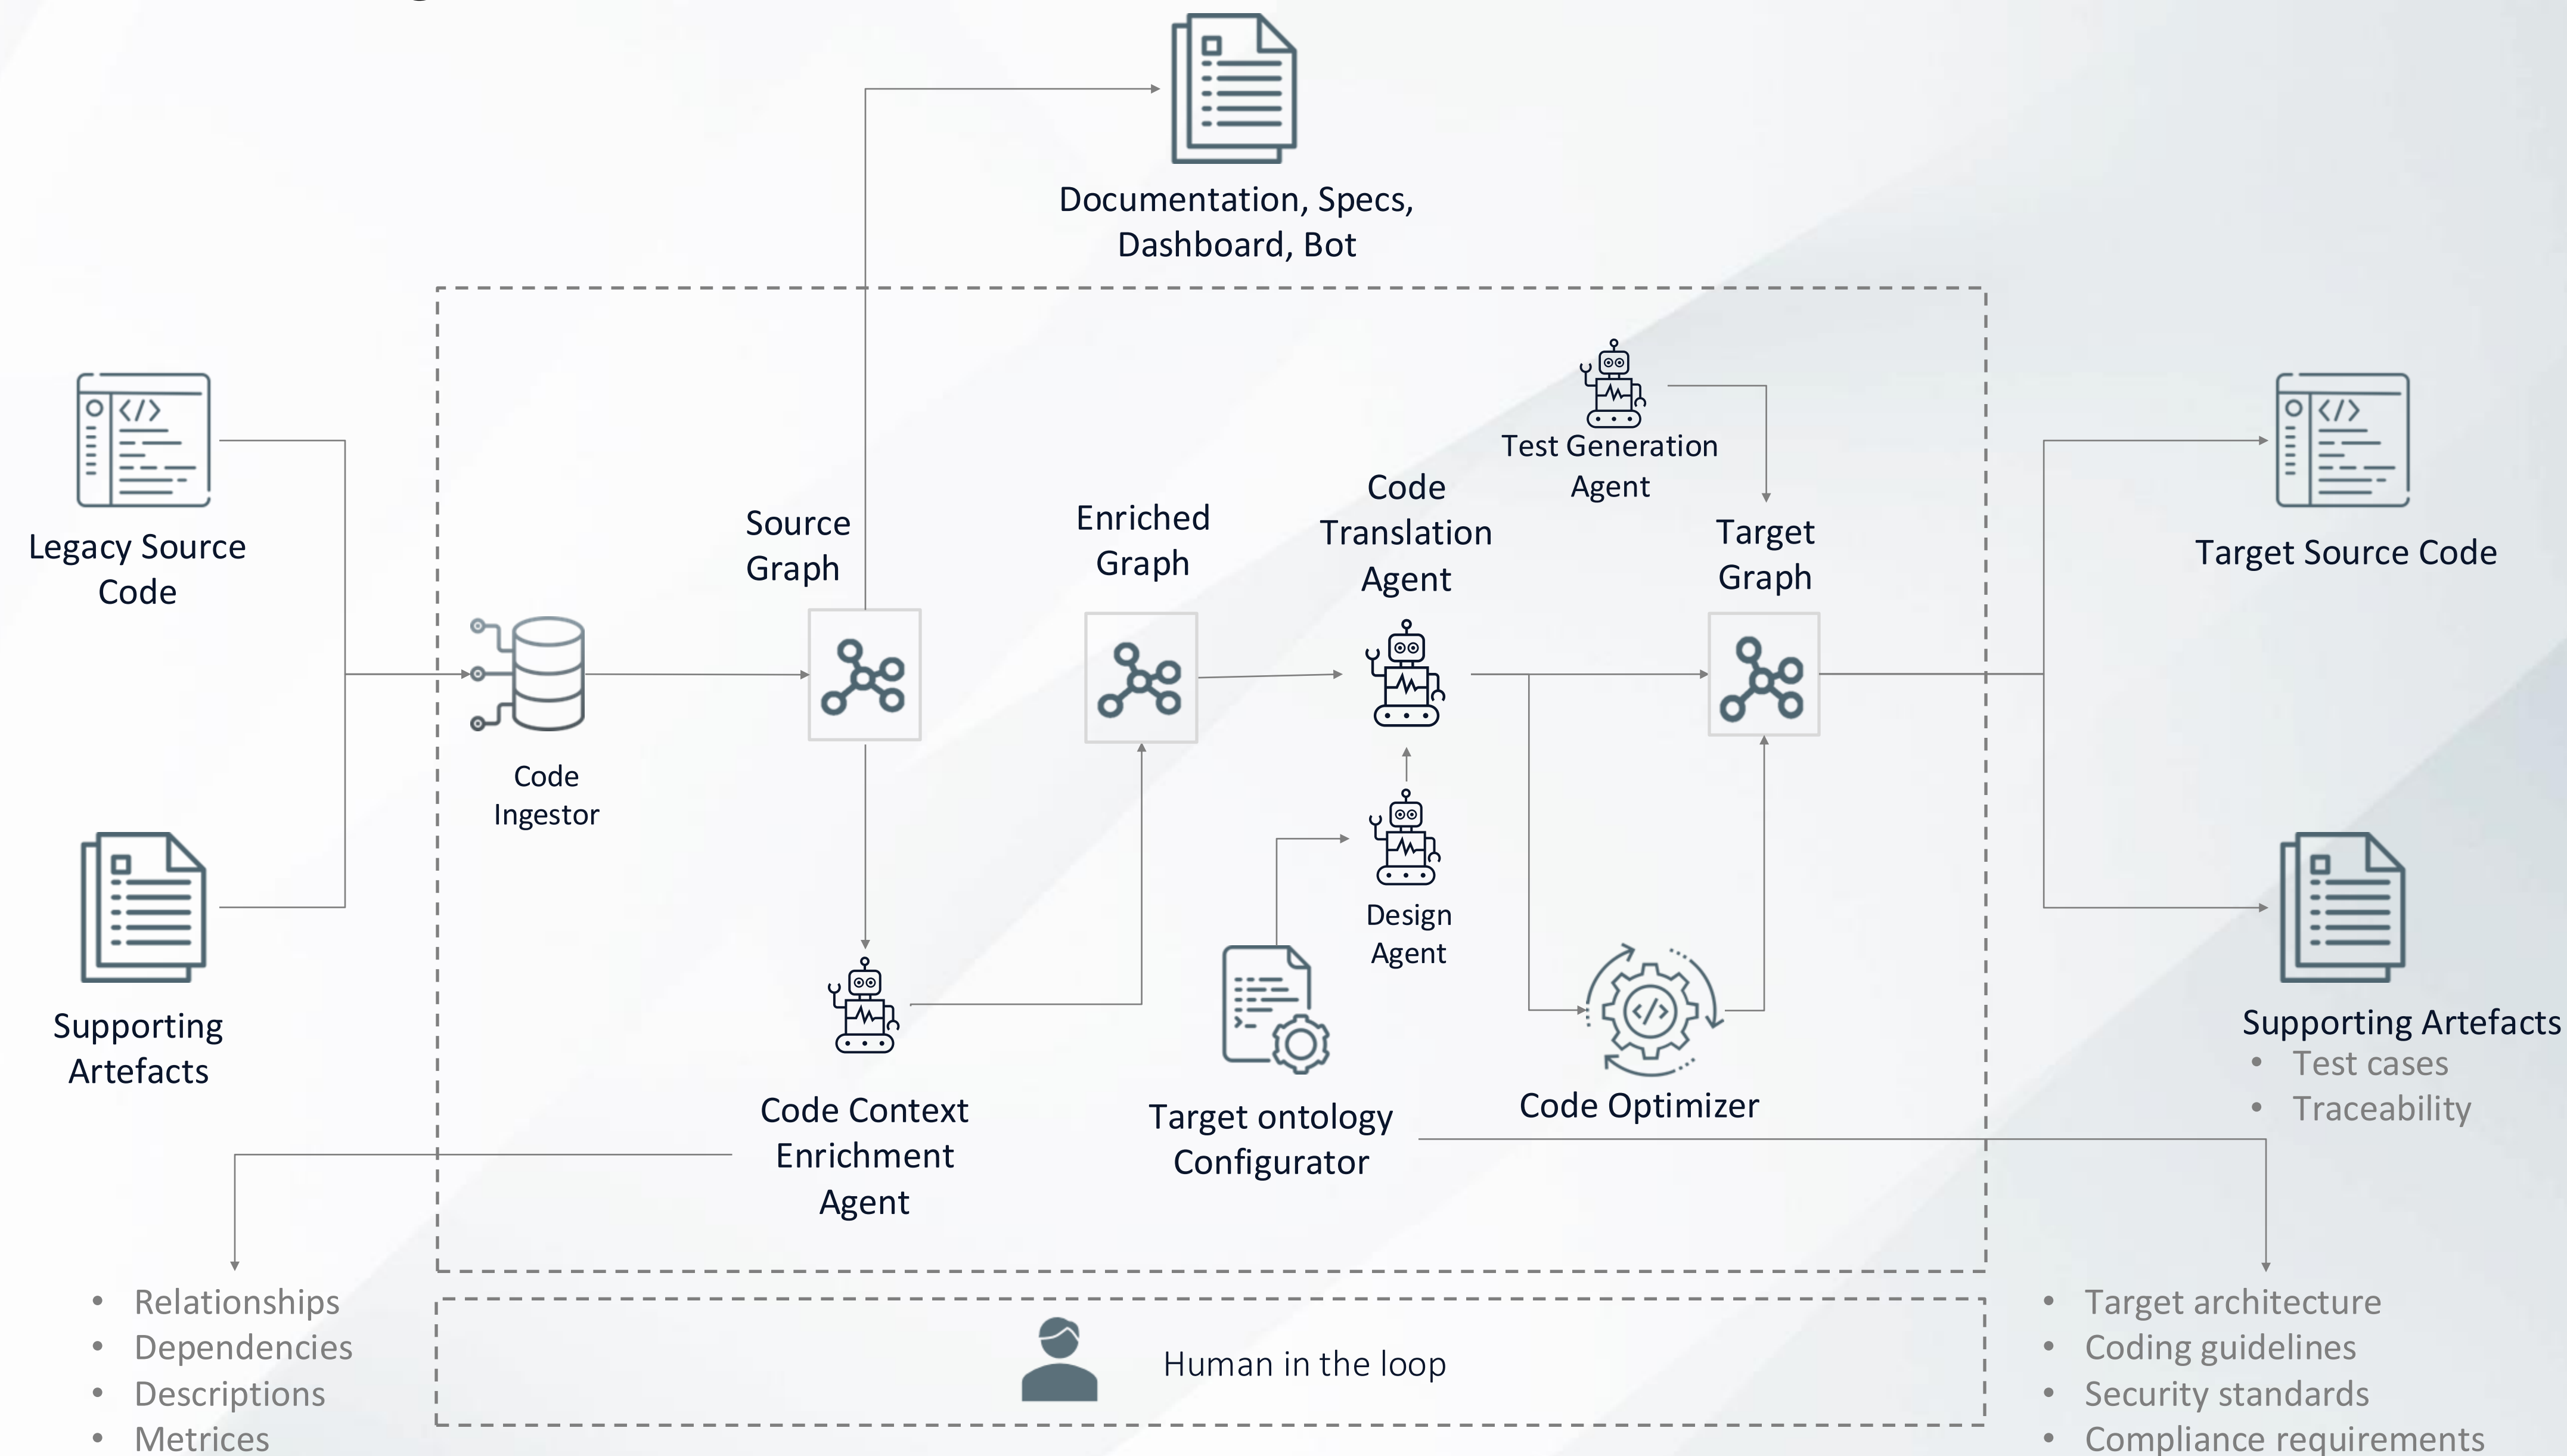 Documentation, Specs,
Dashboard, Bot
Legacy Source
Code
Supporting
Artefacts
Code
Ingestor
Source
Graph
Enriched
Graph
Code
Translation
Agent
Test Generation
Agent
Target
Graph
Design
Agent
Code Context
Enrichment
Agent
Target ontology
Configurator
Code Optimizer
Target Source Code
Supporting Artefacts
• Test cases
• Traceability
• Relationships
• Dependencies
• Descriptions
• Metrices
Human in the loop
• Target architecture
• Coding guidelines
• Security standards
• Compliance requirements